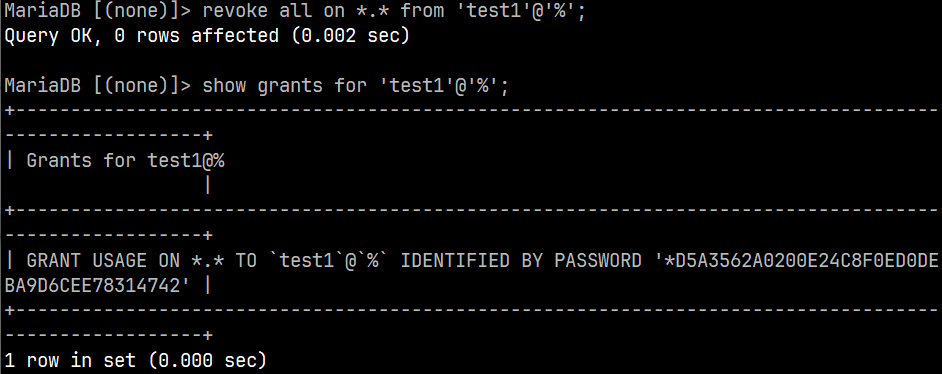 MariaDB [(none)]> revoke all on *.* from 'test1'@'%';
Query OK, 0 rows affected (0.002 sec)
MariaDB [(none)]> show grants for 'test1'@'%';
+------------------------------------------------------------------------------------
------------------+
| Grants for test1@%
                  |
+------------------------------------------------------------------------------------
------------------+
| GRANT USAGE ON *.* TO `test1`@`%` IDENTIFIED BY PASSWORD '*D5A3562A0200E24C8F0ED0DE
BA9D6CEE78314742' |
+------------------------------------------------------------------------------------
------------------+
1 row in set (0.000 sec)